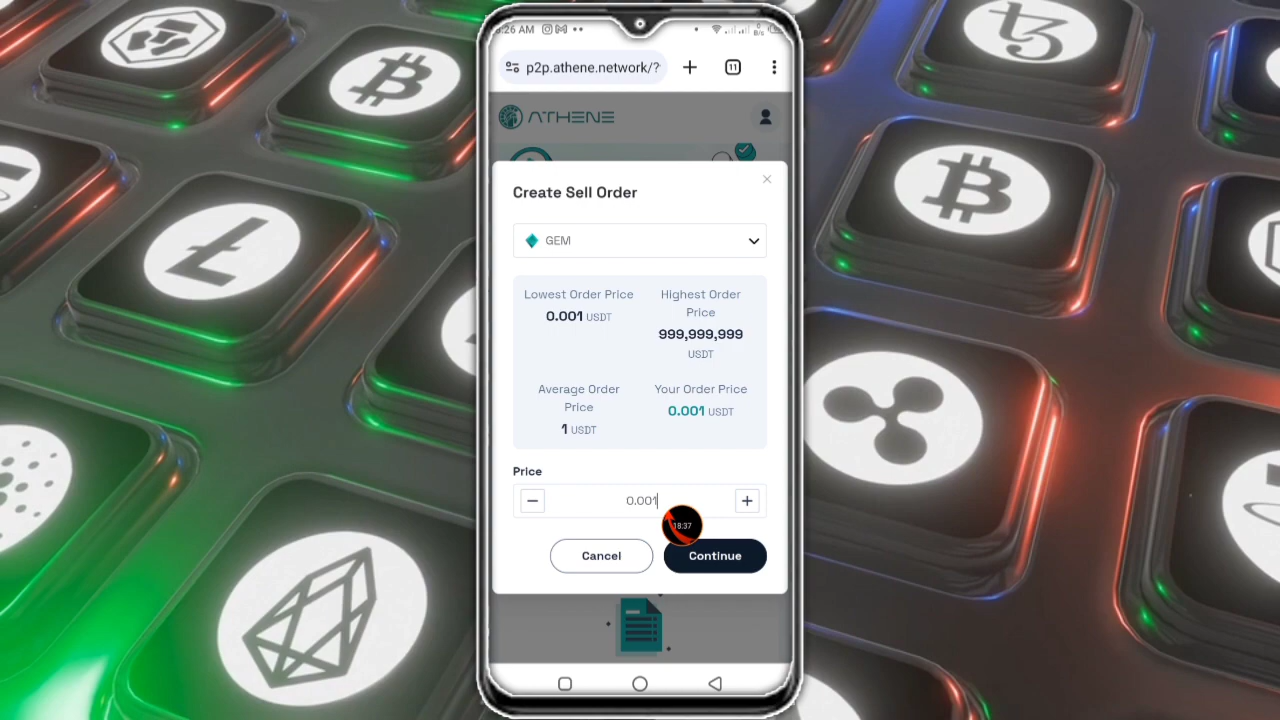 :26 AM
11
p2p.athene.network/?
ATHENE
Create Sell Order
GEM
Lowest Order Price
0.001 USDT
Highest Order
Price
999,999,999
USDT
Average Order
Price
1 USDT
Your Order Price
0.001 USDT
Price
− 0.001 +
18:37
Cancel
Continue